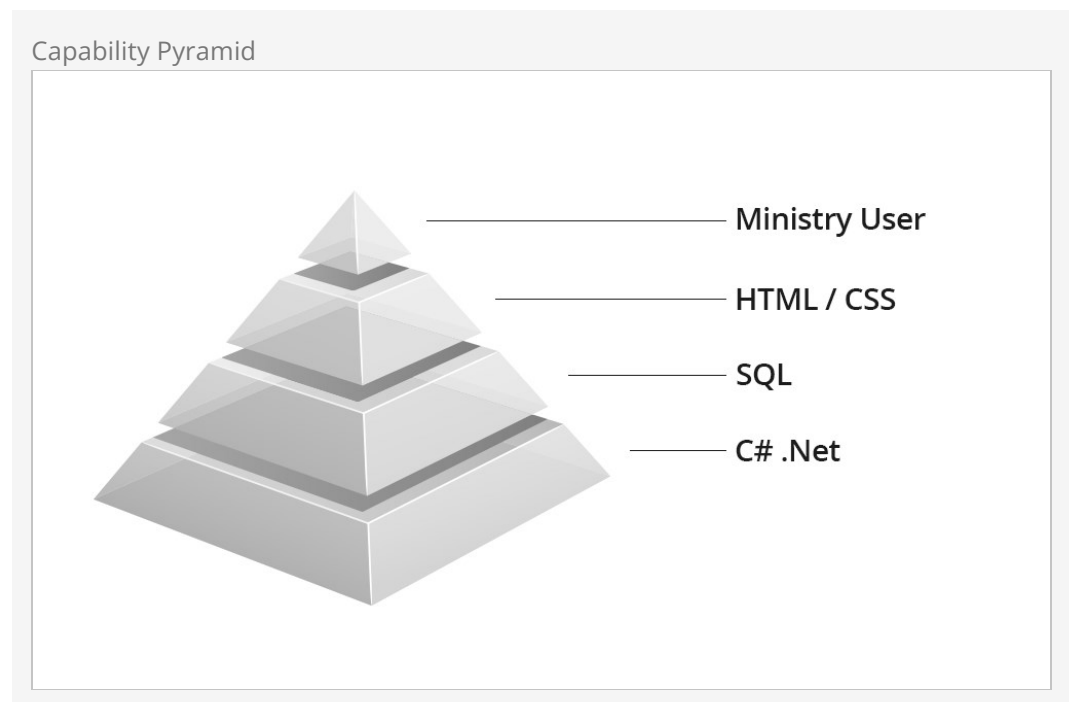 Capability Pyramid
Ministry User
HTML / CSS
SQL
C# .Net